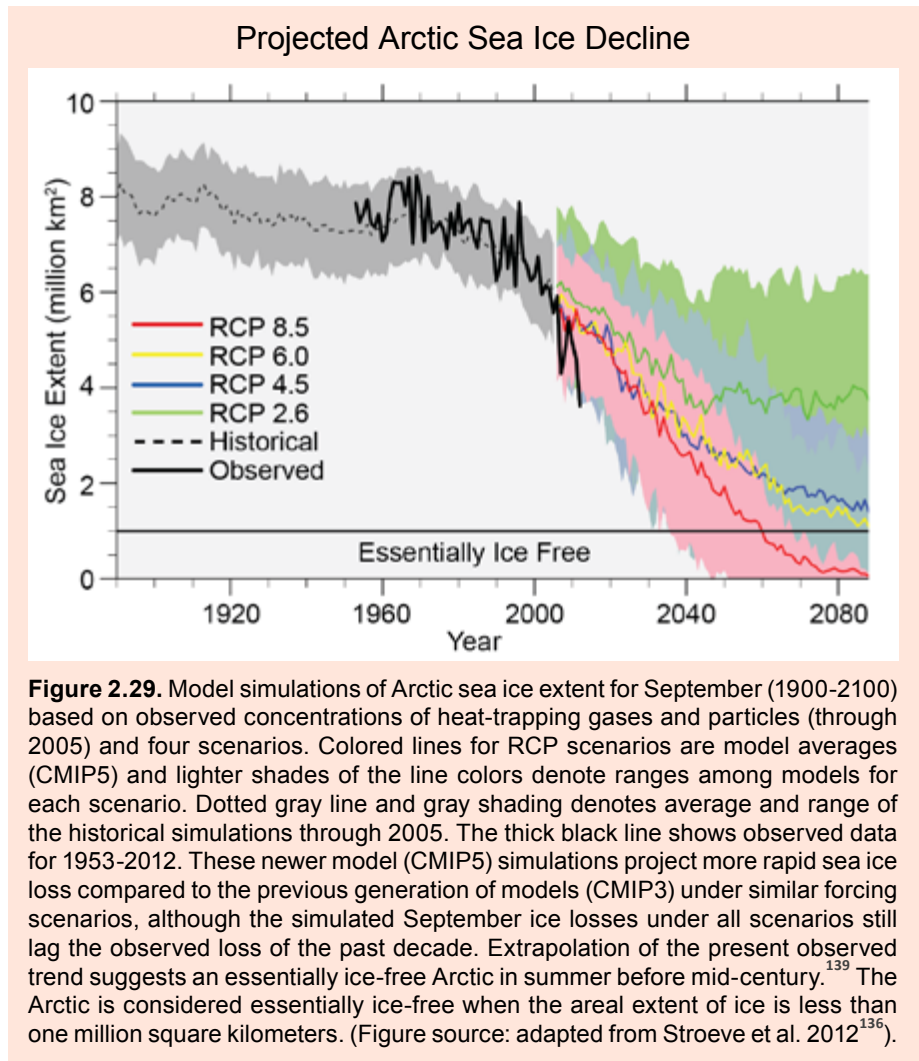 Projected Arctic Sea Ice Decline
10
8
6
4
2
0
Sea Ice Extent (million km²)
RCP 8.5
RCP 6.0
RCP 4.5
RCP 2.6
Historical
Observed
Essentially Ice Free
1920
1960
2000
2040
2080
Year
Figure 2.29. Model simulations of Arctic sea ice extent for September (1900-2100)
based on observed concentrations of heat-trapping gases and particles (through
2005) and four scenarios. Colored lines for RCP scenarios are model averages
(CMIP5) and lighter shades of the line colors denote ranges among models for
each scenario. Dotted gray line and gray shading denotes average and range of
the historical simulations through 2005. The thick black line shows observed data
for 1953-2012. These newer model (CMIP5) simulations project more rapid sea ice
loss compared to the previous generation of models (CMIP3) under similar forcing
scenarios, although the simulated September ice losses under all scenarios still
lag the observed loss of the past decade. Extrapolation of the present observed
trend suggests an essentially ice-free Arctic in summer before mid-century.¹³⁹ The
Arctic is considered essentially ice-free when the areal extent of ice is less than
one million square kilometers. (Figure source: adapted from Stroeve et al. 2012¹³⁶).